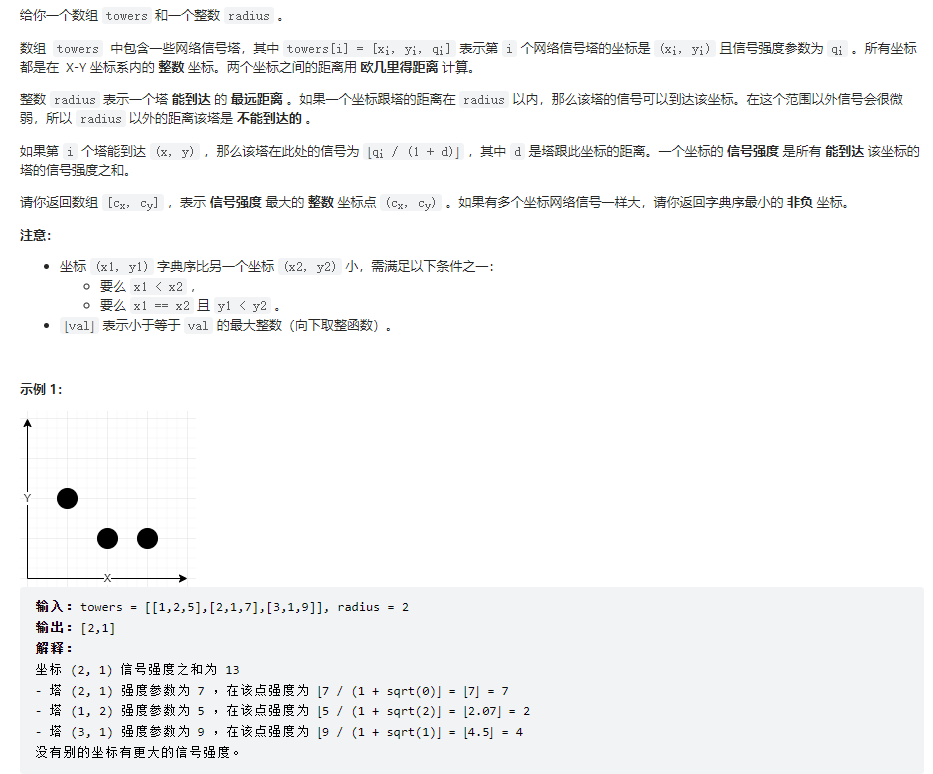 给你一个数组 towers 和一个整数 radius 。
数组 towers 中包含一些网络信号塔，其中 towers[i] = [xi, yi, qi] 表示第 i 个网络信号塔的坐标是 (xi, yi) 且信号强度参数为 qi 。所有坐标
都是在 X-Y 坐标系内的 整数 坐标。两个坐标之间的距离用 欧几里得距离 计算。
整数 radius 表示一个塔 能到达 的 最远距离 。如果一个坐标跟塔的距离在 radius 以内，那么该塔的信号可以到达该坐标。在这个范围以外信号会很微
弱，所以 radius 以外的距离该塔是 不能到达的 。
如果第 i 个塔能到达 (x, y) ，那么该塔在此处的信号为 ⌊qi / (1 + d)⌋ ，其中 d 是塔跟此坐标的距离。一个坐标的 信号强度 是所有 能到达 该坐标的
塔的信号强度之和。
请你返回数组 [cx, cy] ，表示 信号强度 最大的 整数 坐标点 (cx, cy) 。如果有多个坐标网络信号一样大，请你返回字典序最小的 非负 坐标。
注意：
坐标 (x1, y1) 字典序比另一个坐标 (x2, y2) 小，需满足以下条件之一：
要么 x1 < x2 ，
要么 x1 == x2 且 y1 < y2 。
⌊val⌋ 表示小于等于 val 的最大整数（向下取整函数）。
示例 1：
Y
X
输入：towers = [[1,2,5],[2,1,7],[3,1,9]], radius = 2
输出：[2,1]
解释：
坐标 (2, 1) 信号强度之和为 13
- 塔 (2, 1) 强度参数为 7 ，在该点强度为 ⌊7 / (1 + sqrt(0)⌋ = ⌊7⌋ = 7
- 塔 (1, 2) 强度参数为 5 ，在该点强度为 ⌊5 / (1 + sqrt(2)⌋ = ⌊2.07⌋ = 2
- 塔 (3, 1) 强度参数为 9 ，在该点强度为 ⌊9 / (1 + sqrt(1)⌋ = ⌊4.5⌋ = 4
没有别的坐标有更大的信号强度。